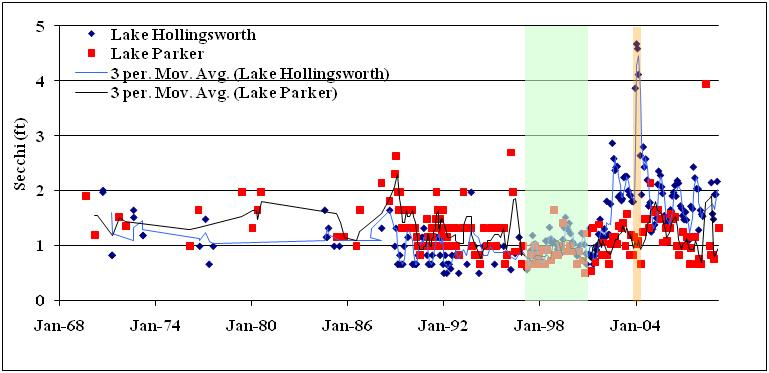 5
4
3
2
1
0
Secchi (ft)
Lake Hollingsworth
Lake Parker
3 per. Mov. Avg. (Lake Hollingsworth)
3 per. Mov. Avg. (Lake Parker)
Jan-68 Jan-74 Jan-80 Jan-86 Jan-92 Jan-98 Jan-04